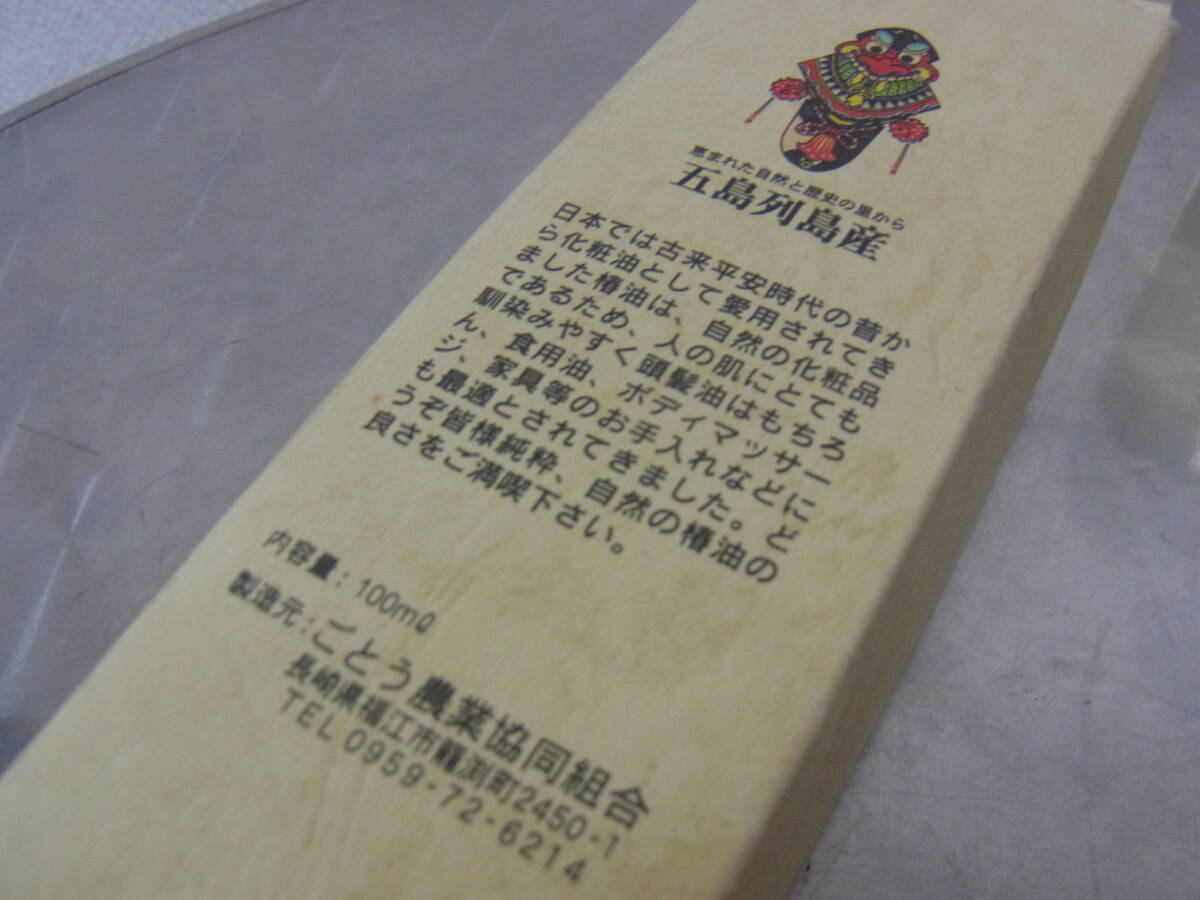 恵まれた自然と歴史の里から
五島列島産
日本では古来平安時代の昔か
ら化粧油として愛用されてき
ました椿油は、自然の化粧品
であるため、人の肌にとても
馴染みやすく頭髪油はもちろ
ん、食用油、ボディマッサー
ジ、家具等のお手入れなどに
も最適とされてきました。ど
うぞ皆様純粋、自然の椿油の
良さをご満喫下さい。
内容量：100mℓ
製造元：ごとう農業協同組合
長崎県福江市籠渕町2450-1
TEL 0959-72-6214